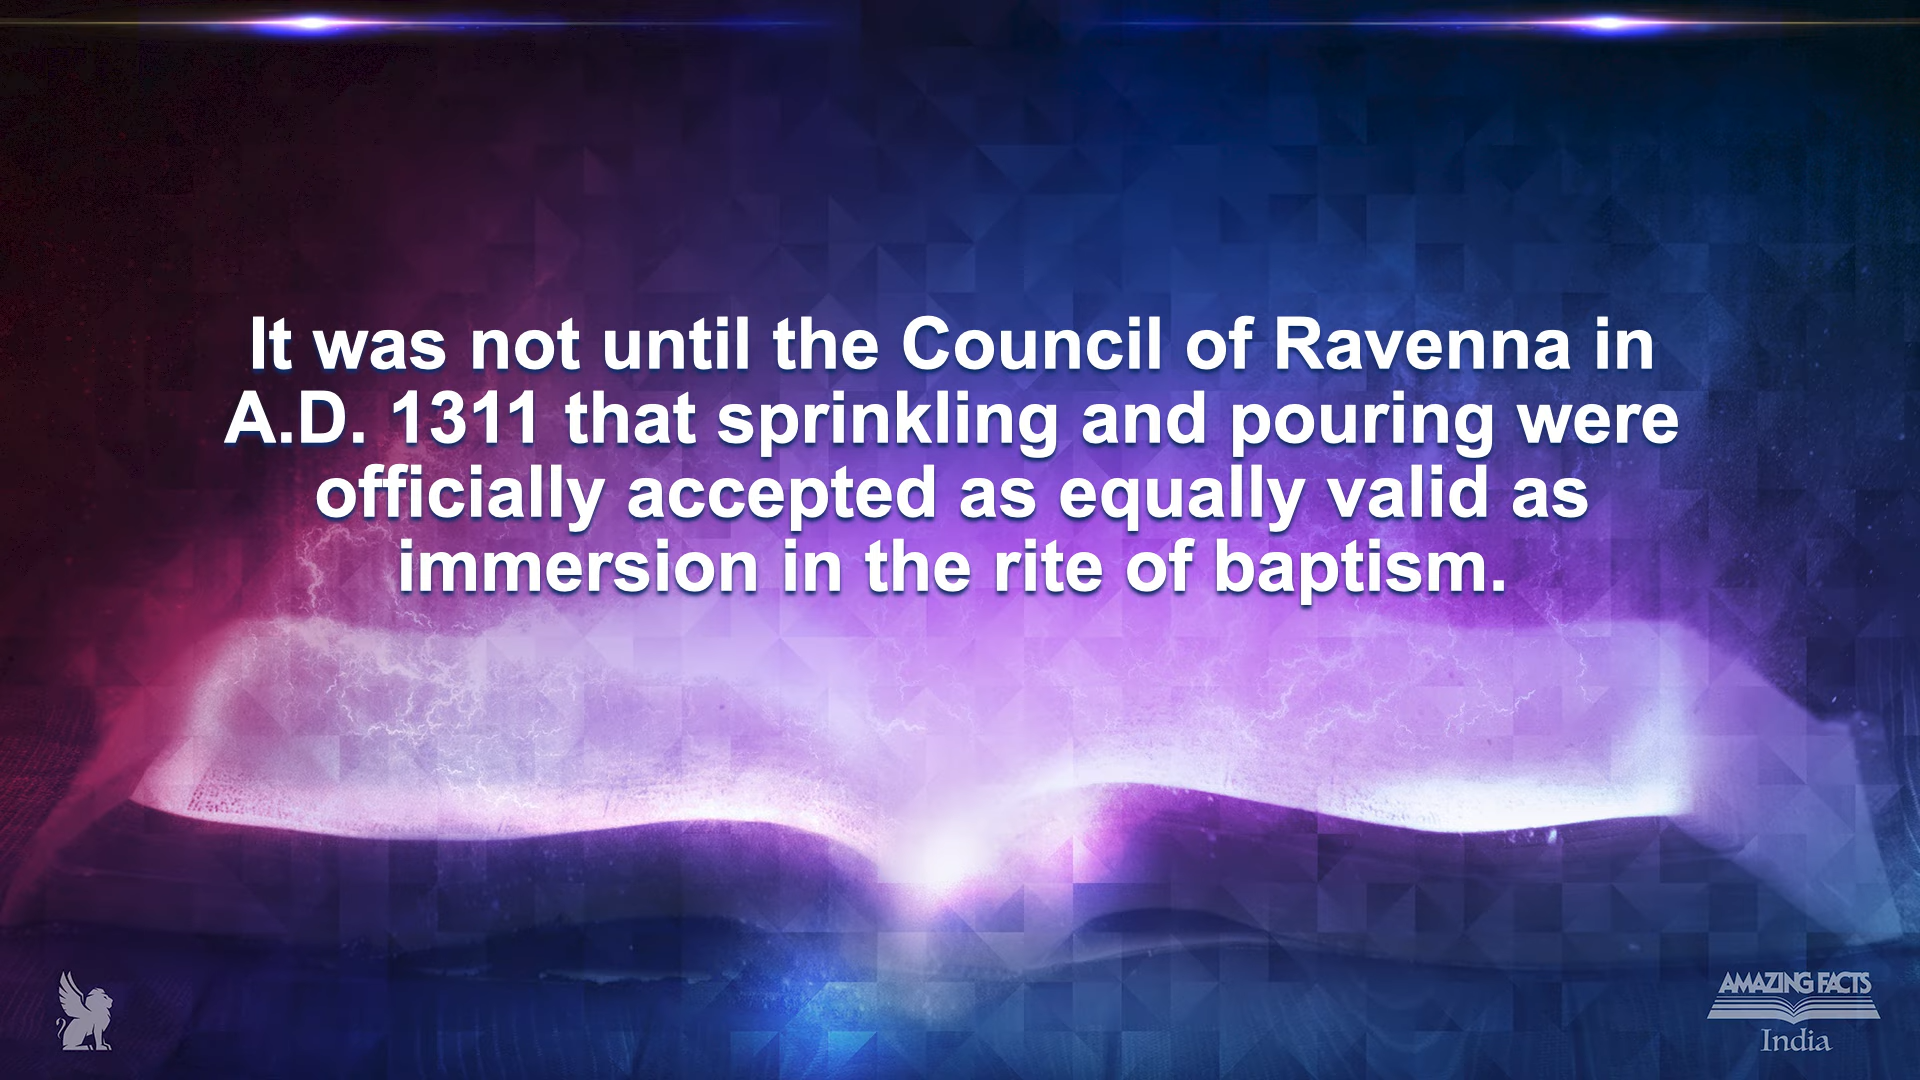 It was not until the Council of Ravenna in
A.D. 1311 that sprinkling and pouring were
officially accepted as equally valid as
immersion in the rite of baptism.
AMAZING FACTS
India